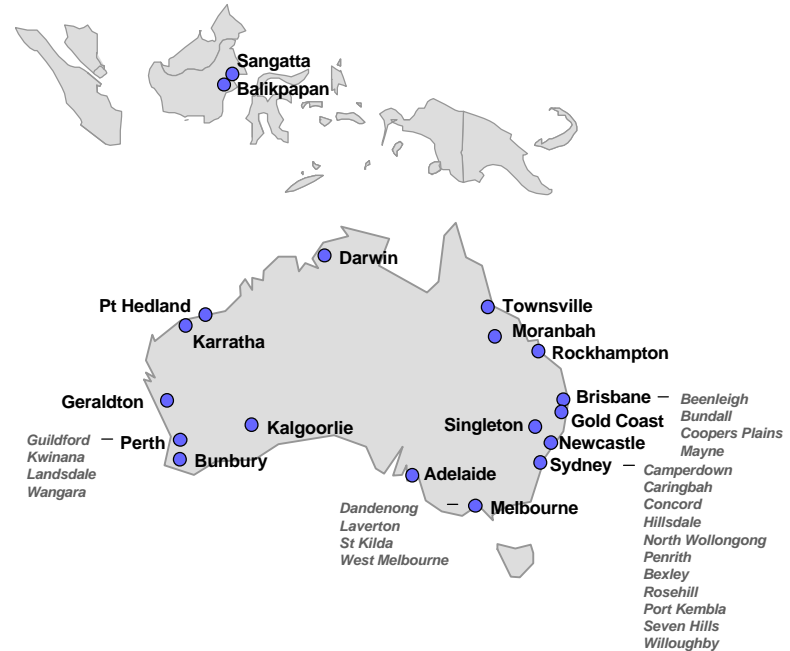 Sangatta
Balikpapan
Darwin
Pt Hedland
Karratha
Townsville
Moranbah
Rockhampton
Geraldton
Kalgoorlie
Perth –
Guildford
Kwinana
Landsdale
Wangara
Bunbury
Brisbane –
Beenleigh
Bundall
Coopers Plains
Mayne
Gold Coast
Singleton
Newcastle
Sydney –
Camperdown
Caringbah
Concord
Hillsdale
North Wollongong
Penrith
Bexley
Rosehill
Port Kembla
Seven Hills
Willoughby
Adelaide
– Melbourne
Dandenong
Laverton
St Kilda
West Melbourne